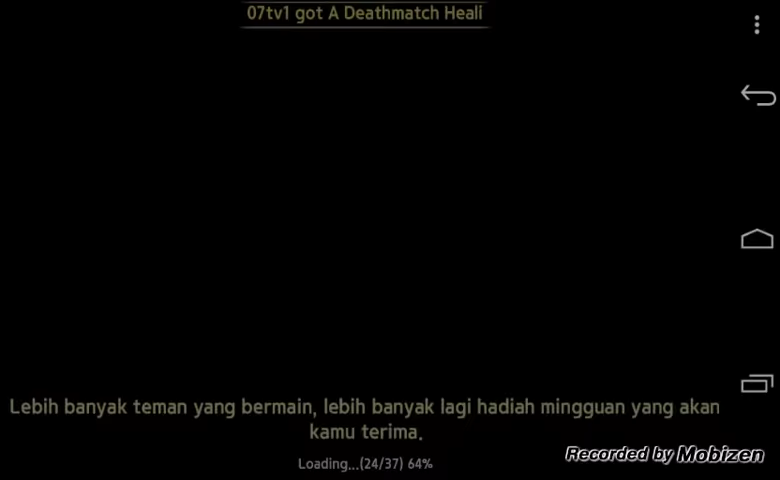 07tv1 got A Deathmatch Heali
Lebih banyak teman yang bermain, lebih banyak lagi hadiah mingguan yang akan
kamu terima.
Loading...(24/37) 64%
Recorded by Mobizen